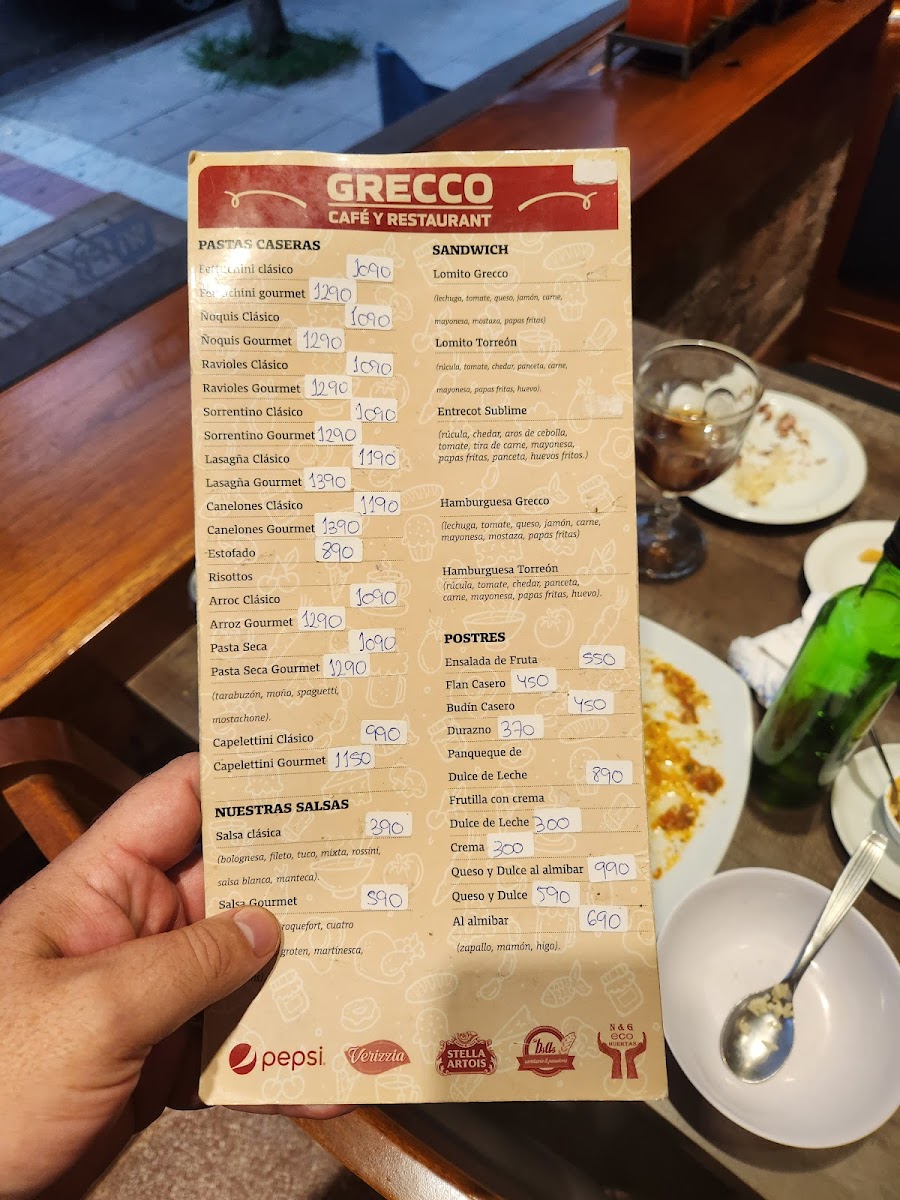 GRECCO
CAFÉ Y RESTAURANT
PASTAS CASERAS
Fettuchini clásico 1090
Fettuchini gourmet 1290
Ñoquis Clásico 1090
Ñoquis Gourmet 1290
Ravioles Clásico 1090
Ravioles Gourmet 1290
Sorrentino Clásico 1090
Sorrentino Gourmet 1290
Lasagña Clásico 1190
Lasagña Gourmet 1390
Canelones Clásico 1190
Canelones Gourmet 1390
Estofado 890
Risottos
Arroc Clásico 1090
Arroz Gourmet 1290
Pasta Seca 1090
Pasta Seca Gourmet 1290
(tarabuzón, moño, spaguetti,
mostachone).
Capelettini Clásico 990
Capelettini Gourmet 1150
NUESTRAS SALSAS
Salsa clásica 390
(bolognesa, fileto, tuco, mixta, rossini,
salsa blanca, manteca).
Salsa Gourmet 590
roquefort, cuatro
groten, martinesca,
SANDWICH
Lomito Grecco
(lechuga, tomate, queso, jamón, carne,
mayonesa, mostaza, papas fritas)
Lomito Torreón
(rúcula, tomate, chedar, panceta, carne,
mayonesa, papas fritas, huevo).
Entrecot Sublime
(rúcula, chedar, aros de cebolla,
tomate, tira de carne, mayonesa,
papas fritas, panceta, huevos fritos.)
Hamburguesa Grecco
(lechuga, tomate, queso, jamón, carne,
mayonesa, mostaza, papas fritas)
Hamburguesa Torreón
(rúcula, tomate, chedar, panceta,
carne, mayonesa, papas fritas, huevo).
POSTRES
Ensalada de Fruta 550
Flan Casero 450
Budín Casero 450
Durazno 370
Panqueque de
Dulce de Leche 890
Frutilla con crema
Dulce de Leche 300
Crema 300
Queso y Dulce al almibar 990
Queso y Dulce 590
Al almibar 690
(zapallo, mamón, higo).
pepsi
Verizzia
STELLA
ARTOIS
N & G
eco
HUERTAS